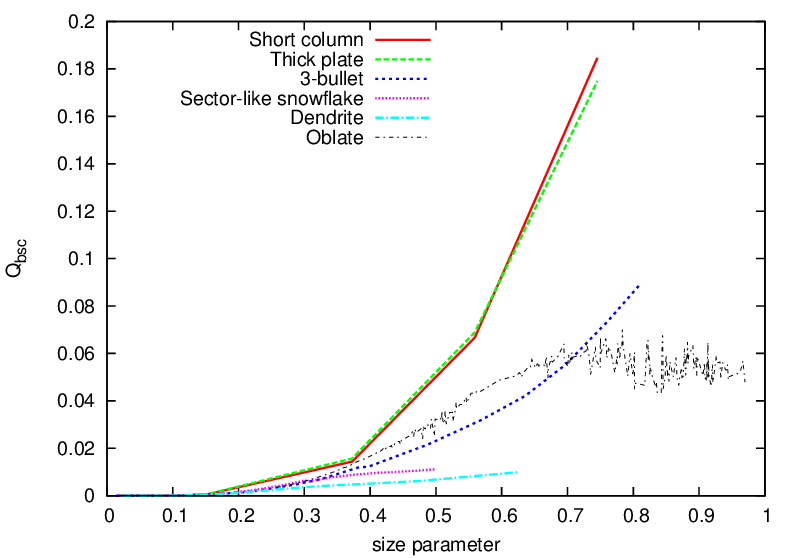 0.2
0.18
0.16
0.14
0.12
0.1
0.08
0.06
0.04
0.02
0
Q_bsc
Short column
Thick plate
3-bullet
Sector-like snowflake
Dendrite
Oblate
0 0.1 0.2 0.3 0.4 0.5 0.6 0.7 0.8 0.9 1
size parameter